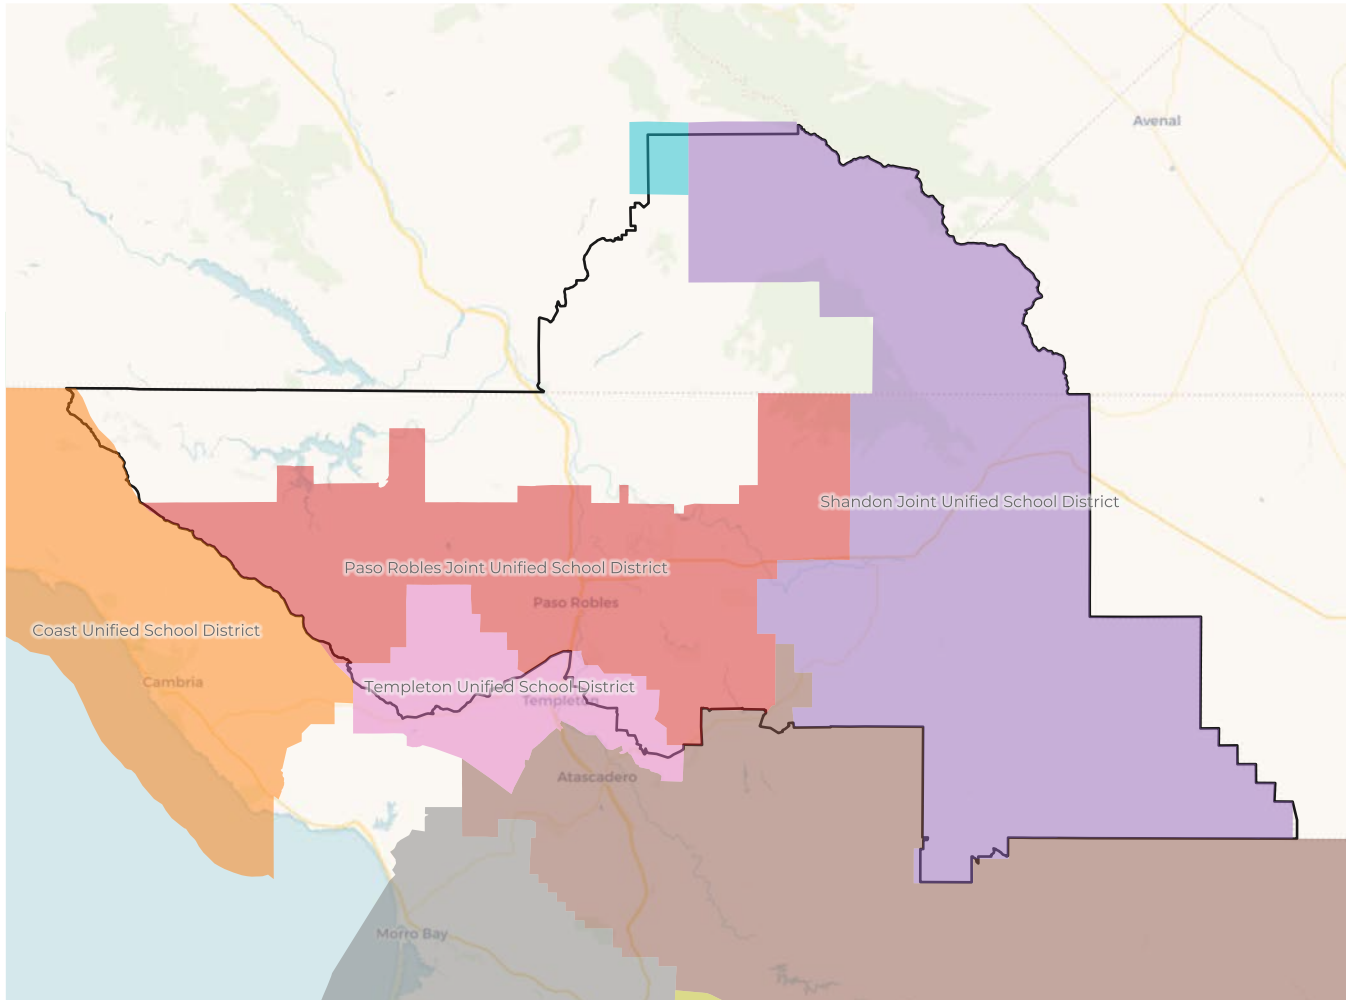 Avenal
Shandon Joint Unified School District
Paso Robles Joint Unified School District
Paso Robles
Coast Unified School District
Cambria
Templeton Unified School District
Templeton
Atascadero
Morro Bay